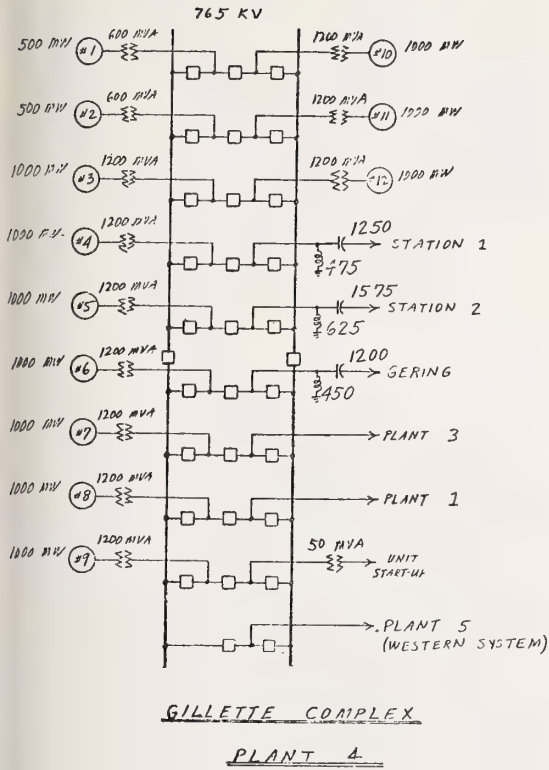 765 KV
500 MW #1 600 MVA 1200 MVA #10 1000 MW
500 MW #2 600 MVA 1200 MVA #11 1000 MW
1000 MW #3 1200 MVA 1200 MVA #12 1000 MW
1000 MW #4 1200 MVA 1250 STATION 1
475
1000 MW #5 1200 MVA 1575 STATION 2
625
1000 MW #6 1200 MVA 1200 GERING
450
1000 MW #7 1200 MVA PLANT 3
1000 MW #8 1200 MVA PLANT 1
1000 MW #9 1200 MVA 50 MVA UNIT
START-UP
PLANT 5
(WESTERN SYSTEM)
GILLETTE COMPLEX
PLANT 4